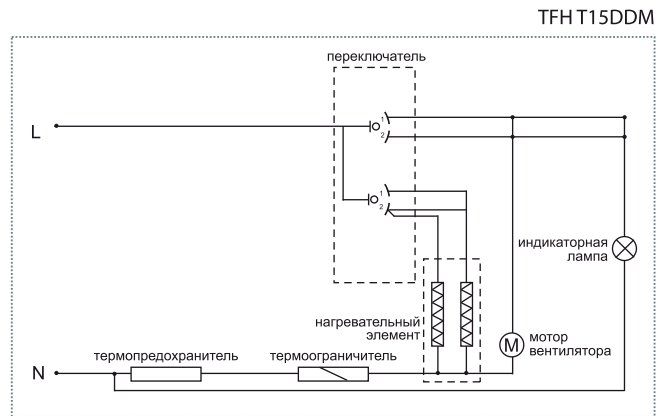 TFH T15DDM
переключатель
L
1
2
1
2
индикаторная
лампа
нагревательный
элемент
M
мотор
вентилятора
термопредохранитель
термоограничитель
N